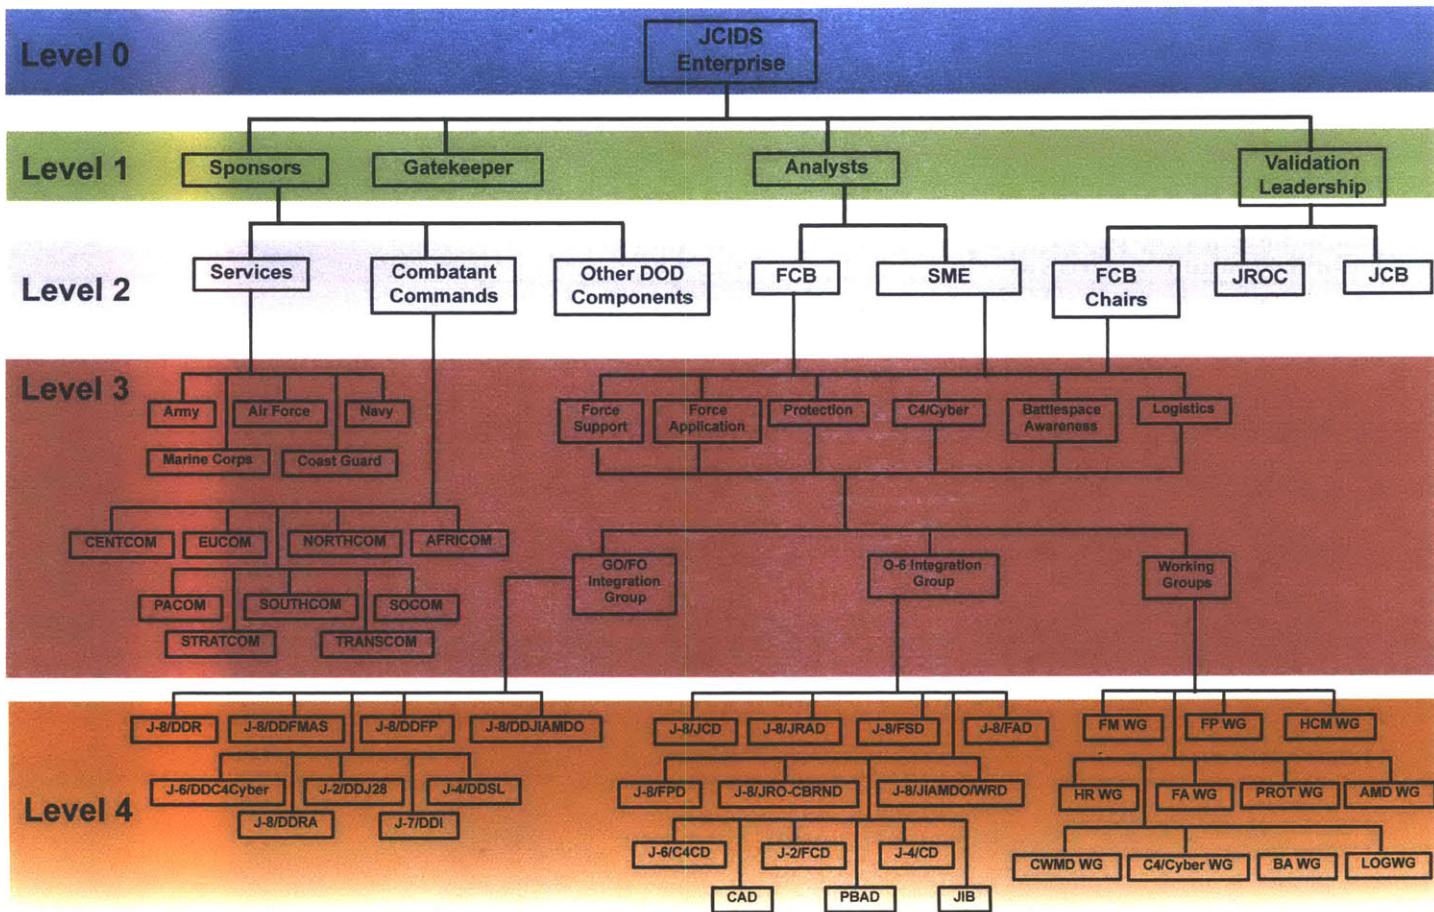 Level 0
JCIDS
Enterprise
Level 1
Sponsors
Gatekeeper
Analysts
Validation
Leadership
Level 2
Services
Combatant
Commands
Other DOD
Components
FCB
SME
FCB
Chairs
JROC
JCB
Level 3
Army
Air Force
Navy
Marine Corps
Coast Guard
Force
Support
Force
Application
Protection
C4/Cyber
Battlespace
Awareness
Logistics
CENTCOM
EUCOM
NORTHCOM
AFRICOM
PACOM
SOUTHCOM
SOCOM
STRATCOM
TRANSCOM
GO/FO
Integration
Group
O-6 Integration
Group
Working
Groups
Level 4
J-8/DDR
J-8/DDFMAS
J-8/DDFP
J-8/DDJIAMDO
J-6/DDC4Cyber
J-2/DDJ28
J-4/DDSL
J-8/DDRA
J-7/DDI
J-8/JCD
J-8/JRAD
J-8/FSD
J-8/FAD
J-8/FPD
J-8/JRO-CBRND
J-8/JIAMDO/WRD
J-6/C4CD
J-2/FCD
J-4/CD
CAD
PBAD
JIB
FM WG
FP WG
HCM WG
HR WG
FA WG
PROT WG
AMD WG
CWMD WG
C4/Cyber WG
BA WG
LOGWG